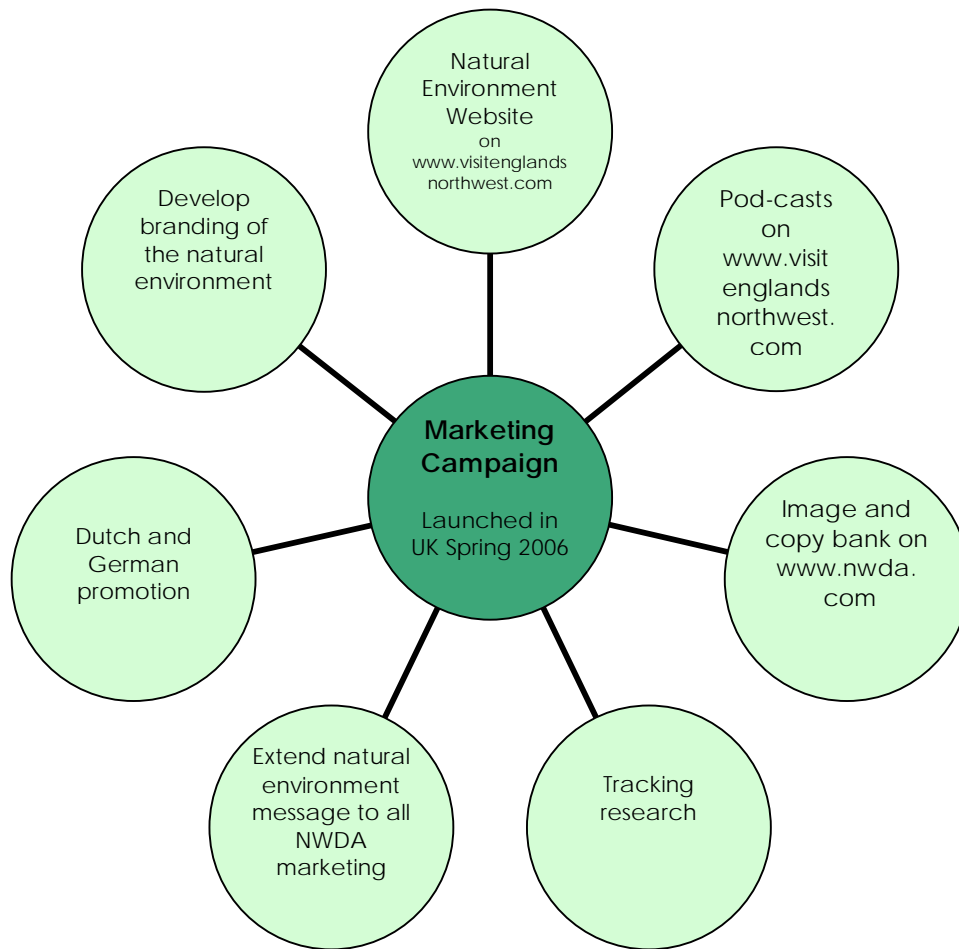 Natural
Environment
Website
on
www.visitenglands
northwest.com
Pod-casts
on
www.visit
englands
northwest.
com
Image and
copy bank on
www.nwda.
com
Tracking
research
Extend natural
environment
message to all
NWDA
marketing
Dutch and
German
promotion
Develop
branding of
the natural
environment
Marketing
Campaign
Launched in
UK Spring 2006